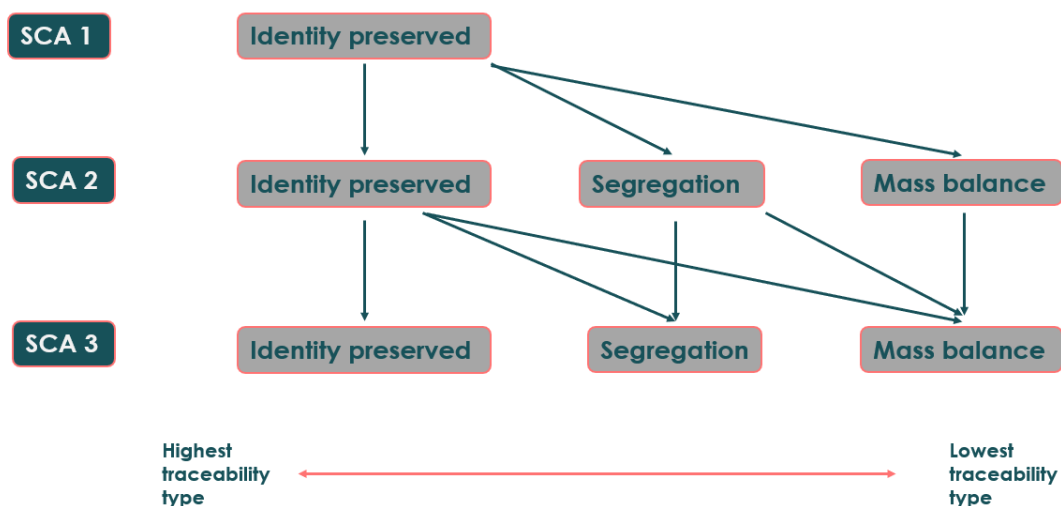 SCA 1
Identity preserved
SCA 2
Identity preserved
Segregation
Mass balance
SCA 3
Identity preserved
Segregation
Mass balance
Highest
traceability
type
Lowest
traceability
type